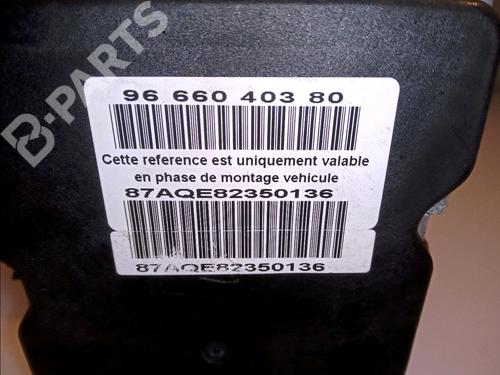 B-PARTS
96 660 403 80
Cette reference est uniquement valable
en phase de montage vehicule
87AQE82350136
87AQE82350136